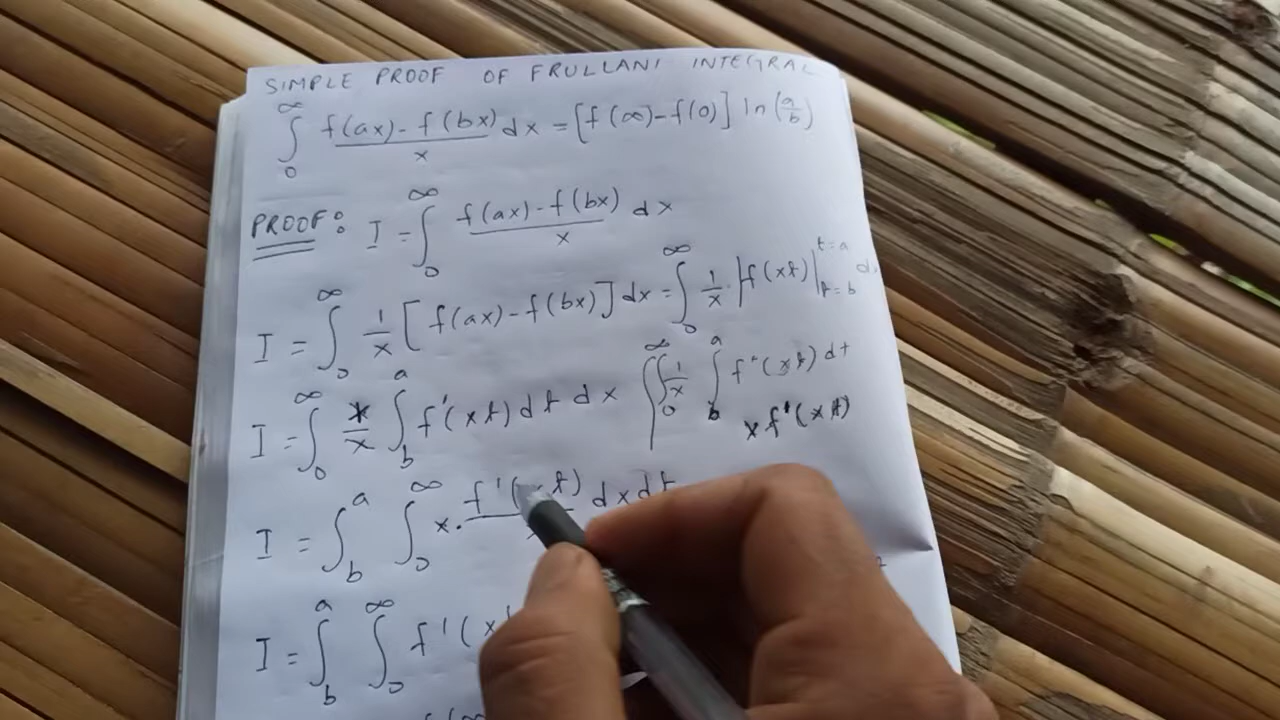 SIMPLE PROOF OF FRULLANI INTEGRAL
∫₀^∞ (f(ax)-f(bx))/x dx = [f(∞)-f(0)] ln(a/b)
PROOF: I = ∫₀^∞ (f(ax)-f(bx))/x dx
I = ∫₀^∞ 1/x [f(ax)-f(bx)] dx = ∫₀^∞ 1/x · |f(xt)|_{t=b}^{t=a} d
I = ∫₀^∞ x/x ∫_b^a f'(xt) dt dx ∫₀^∞ 1/x ∫_b^a f'(xt) dt
x f'(xt)
I = ∫_b^a ∫₀^∞ x. f'(xt) dx dt
I = ∫_b^a ∫₀^∞ f'(x